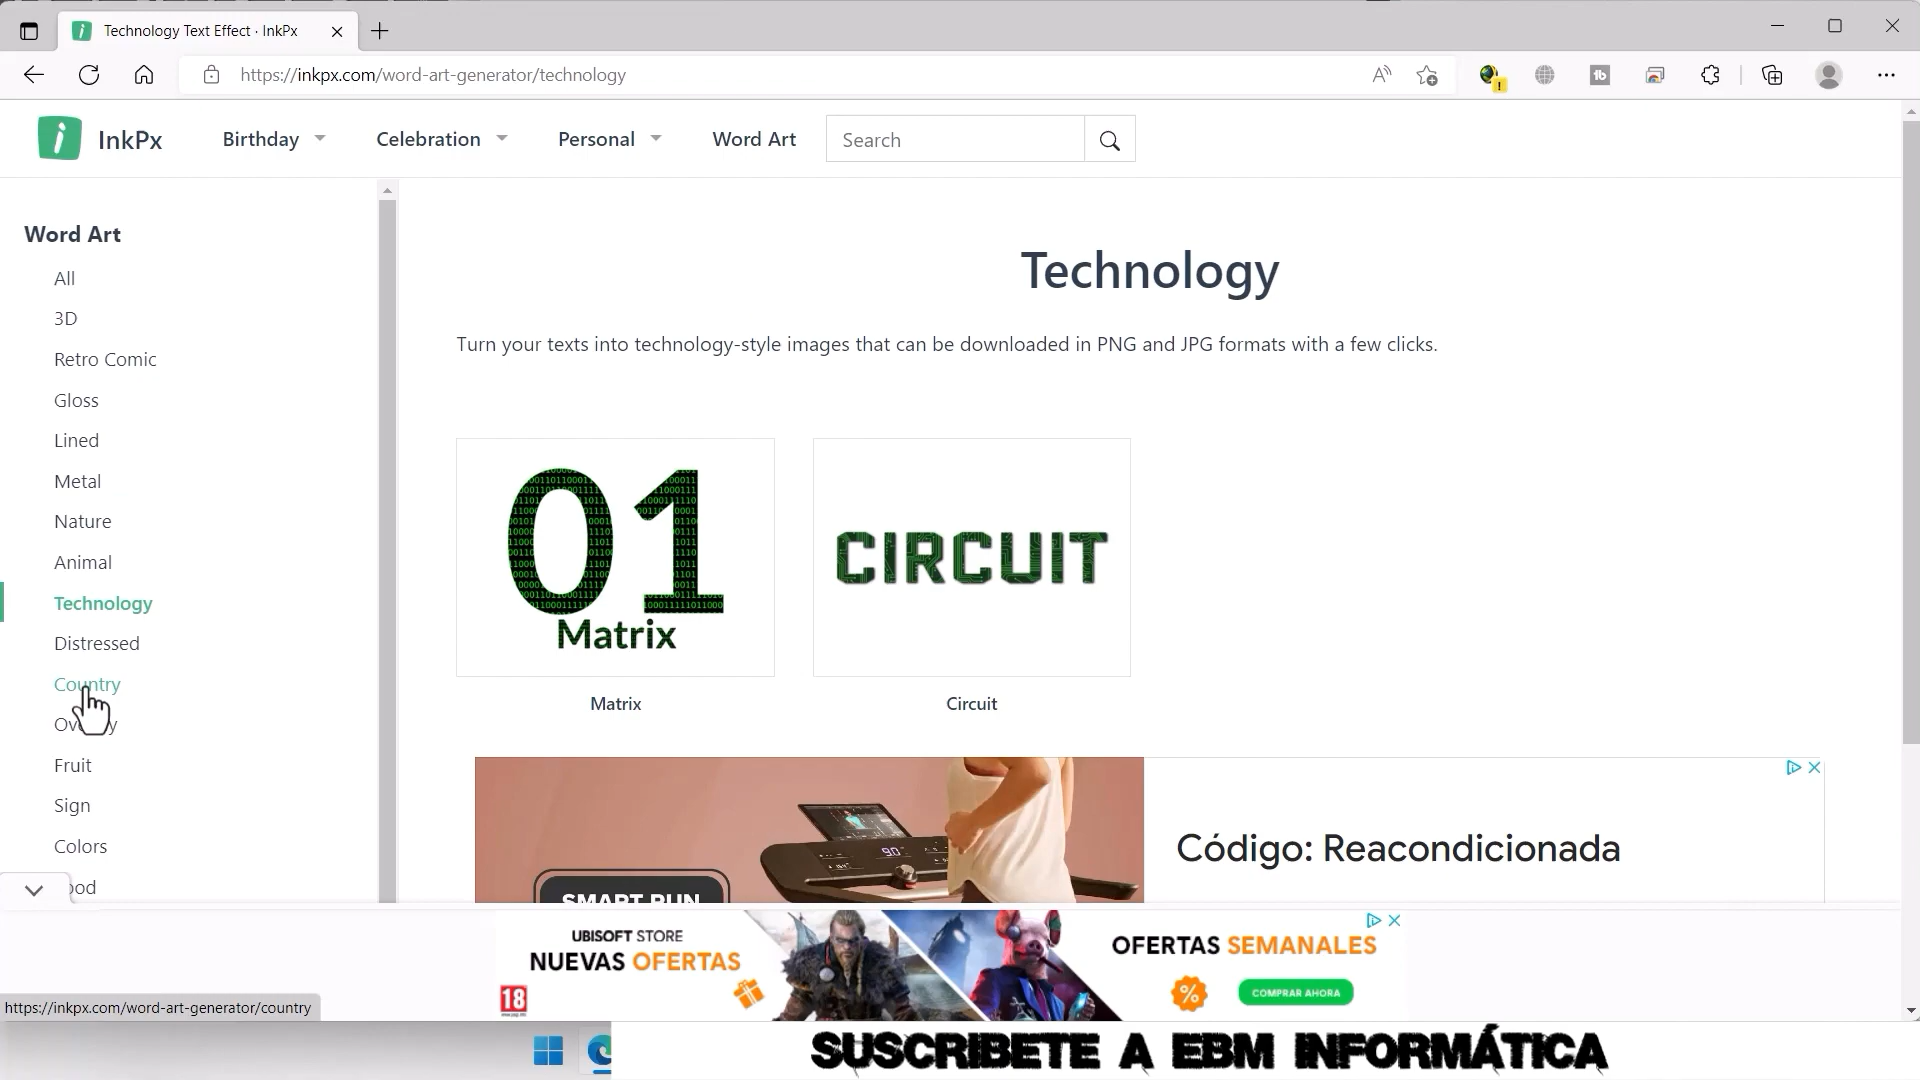 Technology Text Effect · InkPx
https://inkpx.com/word-art-generator/technology
InkPx
Birthday
Celebration
Personal
Word Art
Search
Word Art
All
3D
Retro Comic
Gloss
Lined
Metal
Nature
Animal
Technology
Distressed
Country
Fruit
Sign
Colors
Technology
Turn your texts into technology-style images that can be downloaded in PNG and JPG formats with a few clicks.
01
Matrix
CIRCUIT
Matrix
Circuit
SMART RUN
9.0
Código: Reacondicionada
UBISOFT STORE
NUEVAS OFERTAS
18
OFERTAS SEMANALES
%
COMPRAR AHORA
https://inkpx.com/word-art-generator/country
SUSCRIBETE A EBM INFORMÁTICA